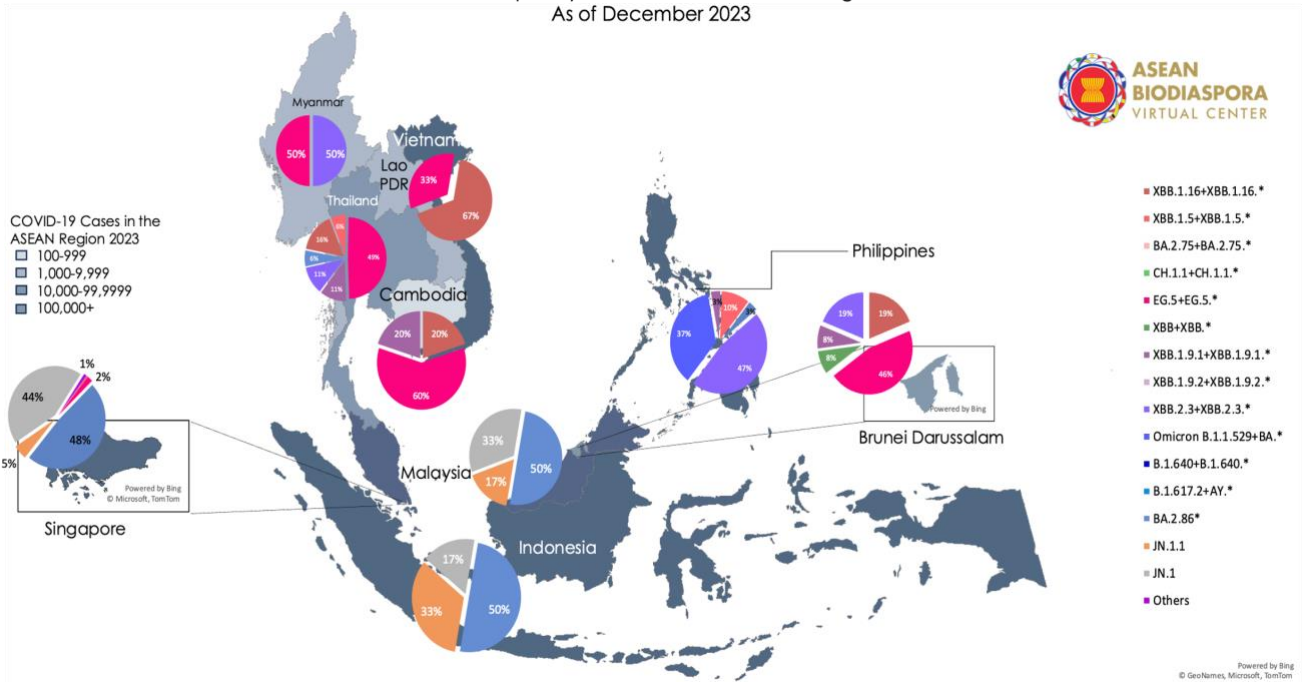 As of December 2023
ASEAN
BIODIASPORA
VIRTUAL CENTER
Myanmar
50%
50%
Vietnam
Lao
PDR
33%
67%
Thailand
6%
16%
49%
6%
11%
11%
COVID-19 Cases in the
ASEAN Region 2023
100-999
1,000-9,999
10,000-99,9999
100,000+
Cambodia
20%
20%
60%
Philippines
3%
10%
3%
37%
47%
19%
19%
8%
8%
46%
Powered by Bing
Brunei Darussalam
1%
2%
44%
48%
5%
Powered by Bing
© Microsoft, TomTom
Singapore
Malaysia
33%
50%
17%
Indonesia
17%
33%
50%
XBB.1.16+XBB.1.16.*
XBB.1.5+XBB.1.5.*
BA.2.75+BA.2.75.*
CH.1.1+CH.1.1.*
EG.5+EG.5.*
XBB+XBB.*
XBB.1.9.1+XBB.1.9.1.*
XBB.1.9.2+XBB.1.9.2.*
XBB.2.3+XBB.2.3.*
Omicron B.1.1.529+BA.*
B.1.640+B.1.640.*
B.1.617.2+AY.*
BA.2.86*
JN.1.1
JN.1
Others
Powered by Bing
© GeoNames, Microsoft, TomTom